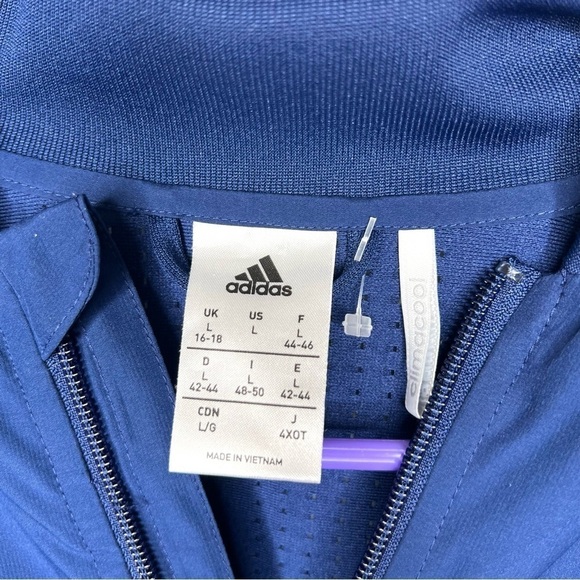 adidas
UK US F
L L L
16-18 44-46
D I E
L L L
42-44 48-50 42-44
CDN J
L/G 4XOT
MADE IN VIETNAM
climacool